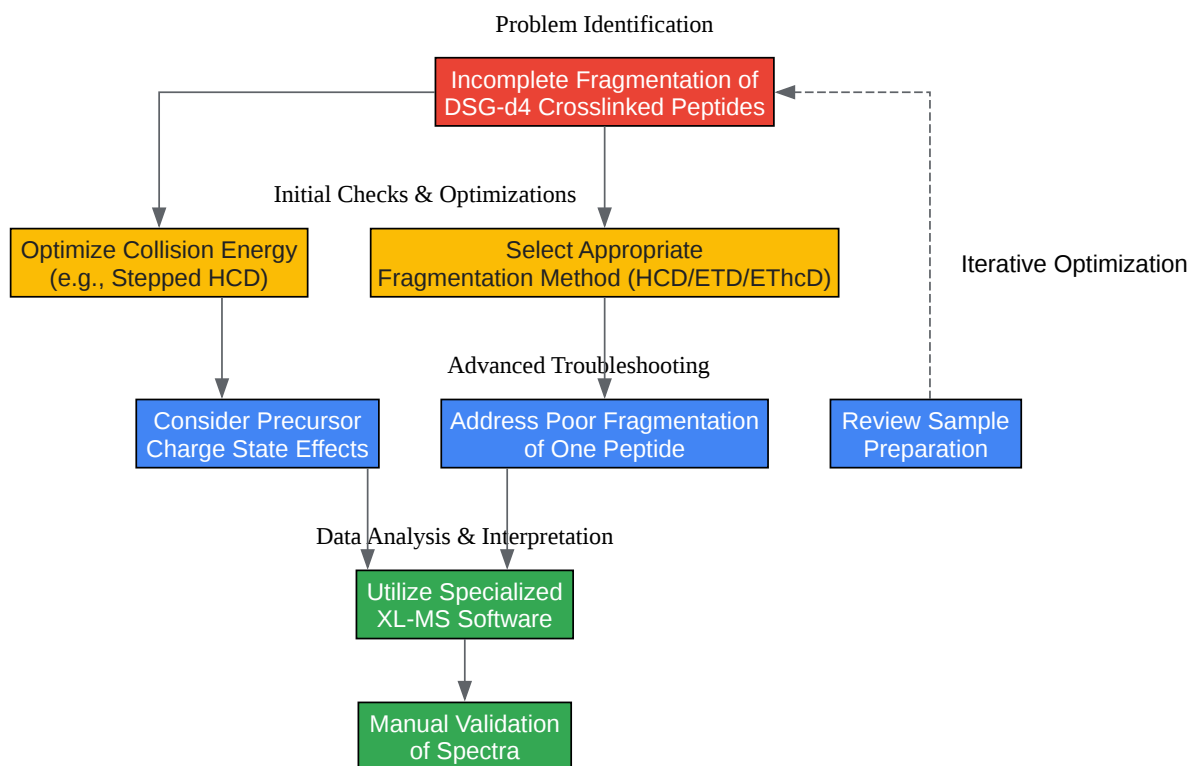 Problem Identification
Incomplete Fragmentation of
DSG-d4 Crosslinked Peptides
Initial Checks & Optimizations
Optimize Collision Energy
(e.g., Stepped HCD)
Select Appropriate
Fragmentation Method (HCD/ETD/EThcD)
Iterative Optimization
Advanced Troubleshooting
Consider Precursor
Charge State Effects
Address Poor Fragmentation
of One Peptide
Review Sample
Preparation
Data Analysis & Interpretation
Utilize Specialized
XL-MS Software
Manual Validation
of Spectra